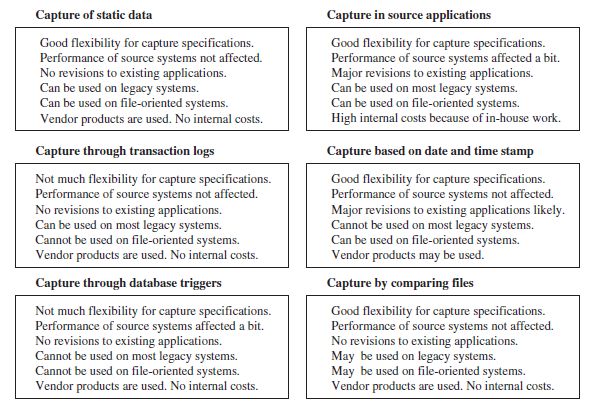 Capture of static data
Good flexibility for capture specifications.
Performance of source systems not affected.
No revisions to existing applications.
Can be used on legacy systems.
Can be used on file-oriented systems.
Vendor products are used. No internal costs.
Capture in source applications
Good flexibility for capture specifications.
Performance of source systems affected a bit.
Major revisions to existing applications.
Can be used on most legacy systems.
Can be used on file-oriented systems.
High internal costs because of in-house work.
Capture through transaction logs
Not much flexibility for capture specifications.
Performance of source systems not affected.
No revisions to existing applications.
Can be used on most legacy systems.
Cannot be used on file-oriented systems.
Vendor products are used. No internal costs.
Capture based on date and time stamp
Good flexibility for capture specifications.
Performance of source systems not affected.
Major revisions to existing applications likely.
Cannot be used on most legacy systems.
Can be used on file-oriented systems.
Vendor products may be used.
Capture through database triggers
Not much flexibility for capture specifications.
Performance of source systems affected a bit.
No revisions to existing applications.
Cannot be used on most legacy systems.
Cannot be used on file-oriented systems.
Vendor products are used. No internal costs.
Capture by comparing files
Good flexibility for capture specifications.
Performance of source systems not affected.
No revisions to existing applications.
May be used on legacy systems.
May be used on file-oriented systems.
Vendor products are used. No internal costs.